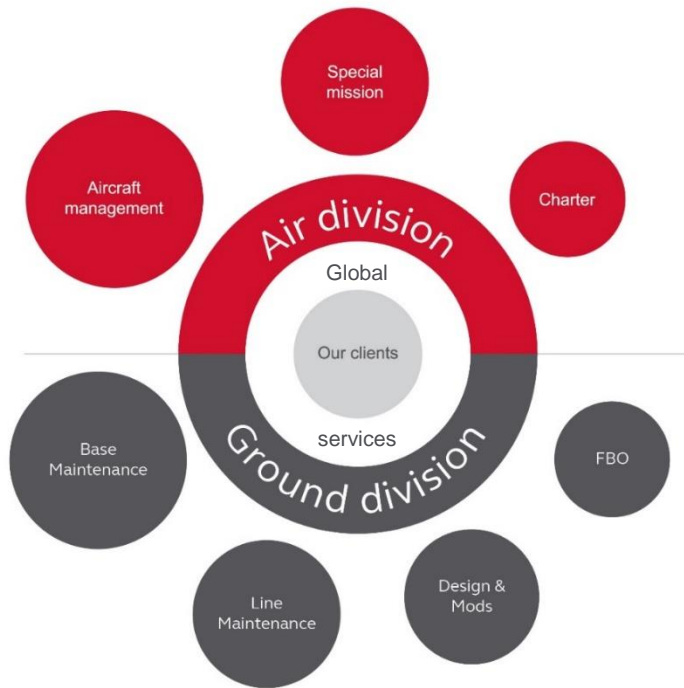 Special
mission
Aircraft
management
Charter
Air division
Global
Our clients
services
Ground division
Base
Maintenance
FBO
Line
Maintenance
Design &
Mods